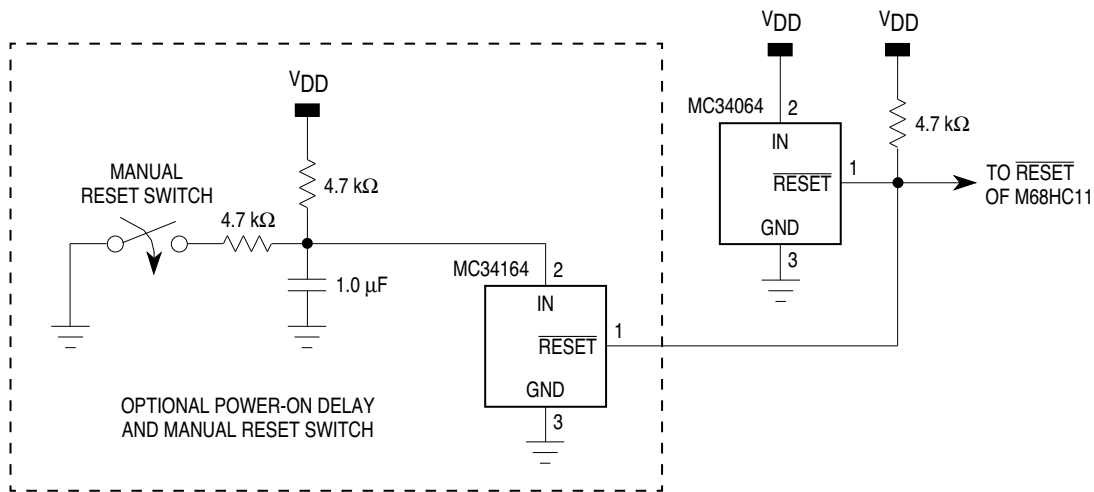 VDD
4.7 kΩ
MANUAL
RESET SWITCH
4.7 kΩ
1.0 μF
MC34164
2
IN
RESET
1
GND
3
OPTIONAL POWER-ON DELAY
AND MANUAL RESET SWITCH
VDD
MC34064
2
IN
RESET
1
GND
3
VDD
4.7 kΩ
TO RESET
OF M68HC11